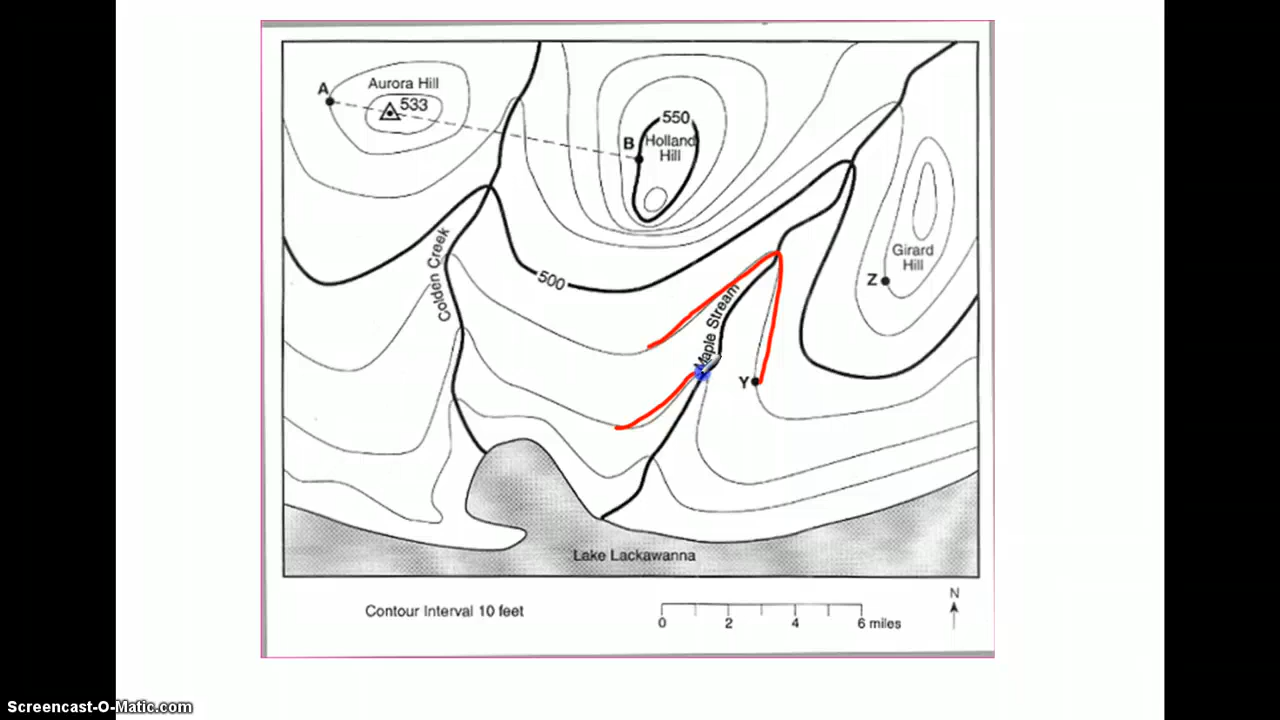 A
Aurora Hill
533
550
B
Holland
Hill
Colden Creek
500
Maple Stream
Girard
Hill
Z
Y
Lake Lackawanna
Contour Interval 10 feet
0 2 4 6 miles
N
Screencast-O-Matic.com